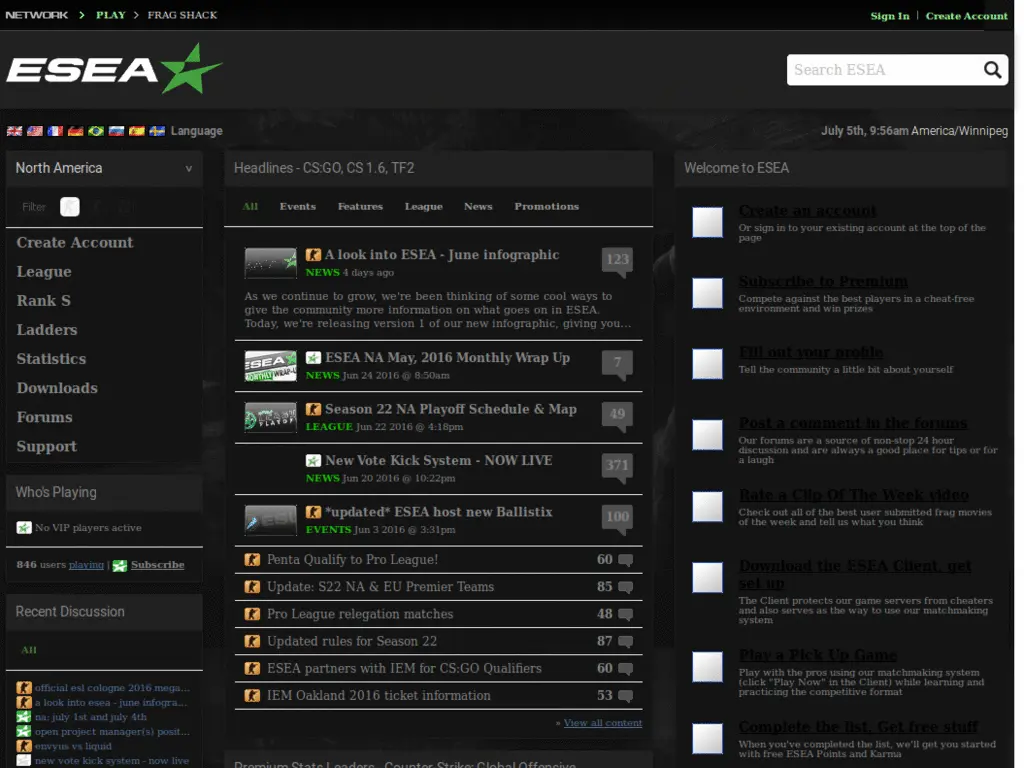 NETWORK > PLAY > FRAG SHACK
Sign In | Create Account
ESEA
Search ESEA
Language
July 5th, 9:56am America/Winnipeg
North America
Filter
Create Account
League
Rank S
Ladders
Statistics
Downloads
Forums
Support
Who's Playing
No VIP players active
846 users playing | Subscribe
Recent Discussion
All
official esl cologne 2016 mega...
a look into esea - june infogra...
na: july 1st and july 4th
open project manager(s) posit...
envyus vs liquid
new vote kick system - now live
Headlines - CS:GO, CS 1.6, TF2
All Events Features League News Promotions
A look into ESEA - June infographic
123
NEWS 4 days ago
As we continue to grow, we're been thinking of some cool ways to
give the community more information on what goes on in ESEA.
Today, we're releasing version 1 of our new infographic, giving you...
ESEA NA May, 2016 Monthly Wrap Up
7
NEWS Jun 24 2016 @ 8:50am
Season 22 NA Playoff Schedule & Map
49
LEAGUE Jun 22 2016 @ 4:18pm
New Vote Kick System - NOW LIVE
371
NEWS Jun 20 2016 @ 10:22pm
*updated* ESEA host new Ballistix
100
EVENTS Jun 3 2016 @ 3:31pm
Penta Qualify to Pro League! 60
Update: S22 NA & EU Premier Teams 85
Pro League relegation matches 48
Updated rules for Season 22 87
ESEA partners with IEM for CS:GO Qualifiers 60
IEM Oakland 2016 ticket information 53
« View all content
Premium Stats Leaders - Counter-Strike: Global Offensive
Welcome to ESEA
Create an account
Or sign in to your existing account at the top of the
page
Subscribe to Premium
Compete against the best players in a cheat-free
environment and win prizes
Fill out your profile
Tell the community a little bit about yourself
Post a comment in the forums
Our forums are a source of non-stop 24 hour
discussion and are always a good place for tips or for
a laugh
Rate a Clip Of The Week video
Check out all of the best user submitted frag movies
of the week and tell us what you think
Download the ESEA Client, get
set up
The Client protects our game servers from cheaters
and also serves as the way to use our matchmaking
system
Play a Pick Up Game
Play with the pros using our matchmaking system
(click "Play Now" in the Client) while learning and
practicing the competitive format
Complete the list, Get free stuff
When you've completed the list, we'll get you started
with free ESEA Points and Karma